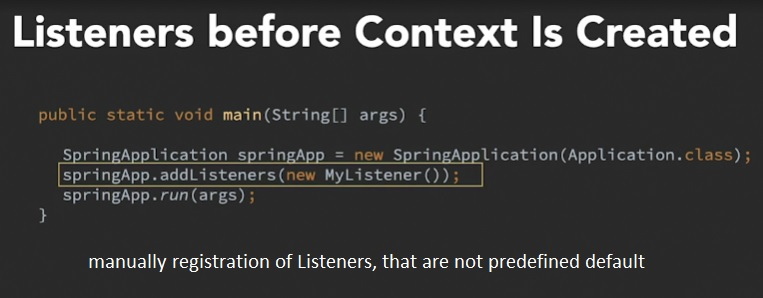 Listeners before Context Is Created
public static void main(String[] args) {
SpringApplication springApp = new SpringApplication(Application.class);
springApp.addListeners(new MyListener());
springApp.run(args);
}
manually registration of Listeners, that are not predefined default